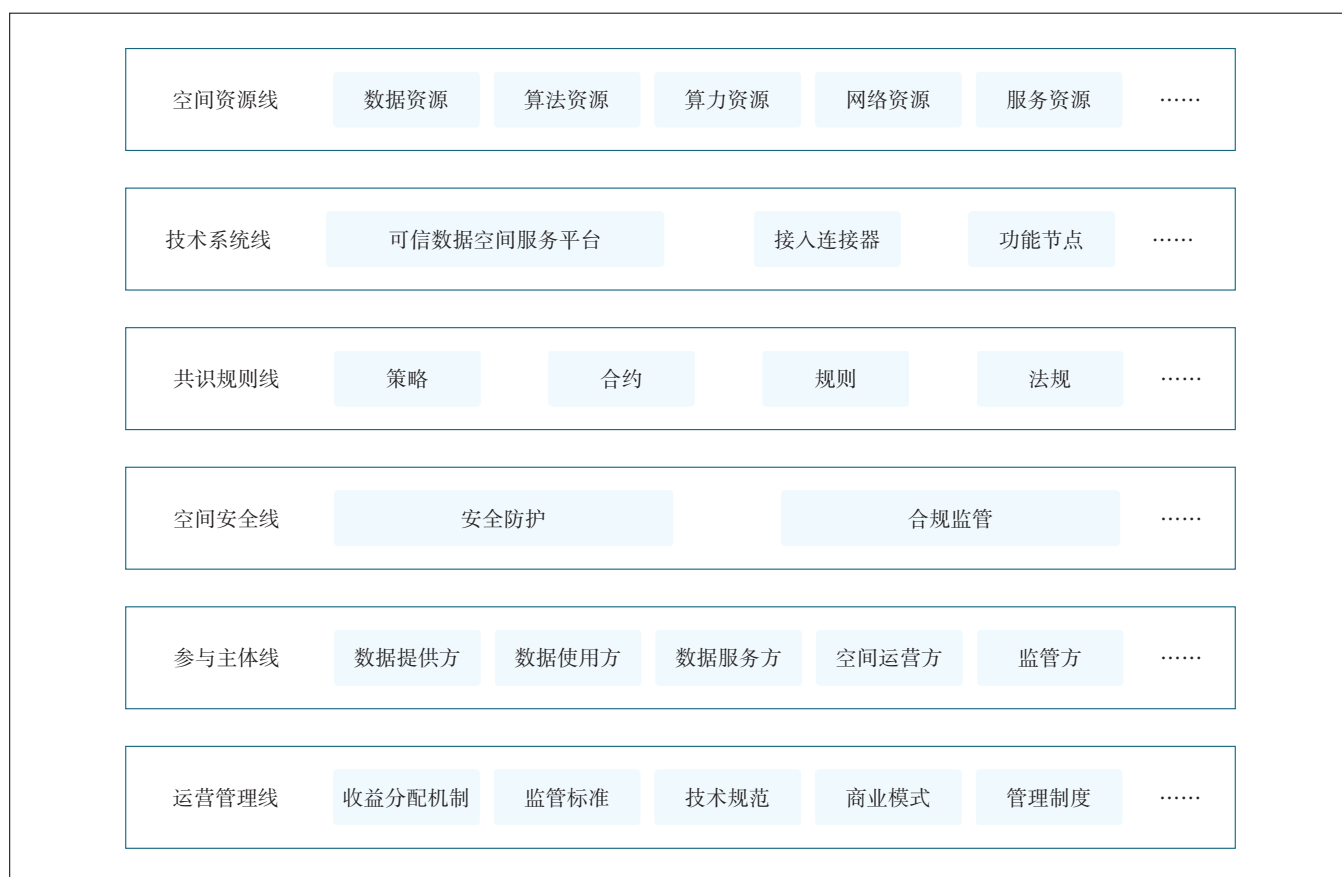 空间资源线 数据资源 算法资源 算力资源 网络资源 服务资源 ……
技术系统线 可信数据空间服务平台 接入连接器 功能节点 ……
共识规则线 策略 合约 规则 法规 ……
空间安全线 安全防护 合规监管 ……
参与主体线 数据提供方 数据使用方 数据服务方 空间运营方 监管方 ……
运营管理线 收益分配机制 监管标准 技术规范 商业模式 管理制度 ……